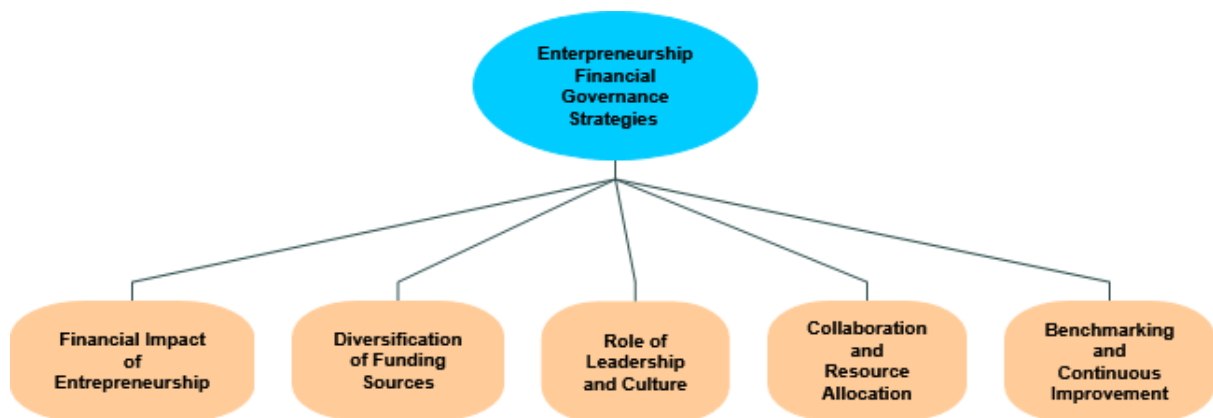 Enterpreneurship
Financial
Governance
Strategies
Financial Impact
of
Entrepreneurship
Diversification
of Funding
Sources
Role of
Leadership
and Culture
Collaboration
and
Resource
Allocation
Benchmarking
and
Continuous
Improvement